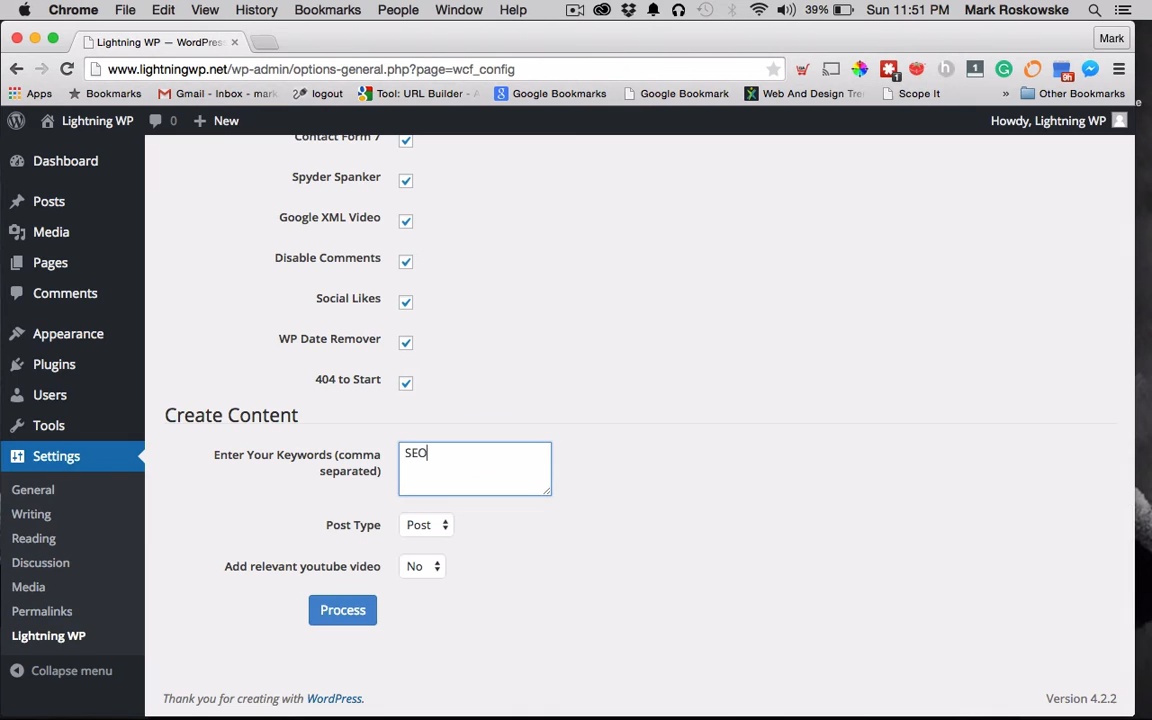 Chrome File Edit View History Bookmarks People Window Help 39% Sun 11:51 PM Mark Roskowske
Lightning WP — WordPres Mark
www.lightningwp.net/wp-admin/options-general.php?page=wcf_config
Apps Bookmarks Gmail - Inbox - mark logout Tool: URL Builder - Google Bookmarks Google Bookmark Web And Design Tre Scope It » Other Bookmarks
Lightning WP 0 + New Howdy, Lightning WP
Dashboard
Posts
Media
Pages
Comments
Appearance
Plugins
Users
Tools
Settings
General
Writing
Reading
Discussion
Media
Permalinks
Lightning WP
Collapse menu
Contact Form 7
Spyder Spanker
Google XML Video
Disable Comments
Social Likes
WP Date Remover
404 to Start
Create Content
Enter Your Keywords (comma
separated)
SEO
Post Type Post
Add relevant youtube video No
Process
Thank you for creating with WordPress. Version 4.2.2